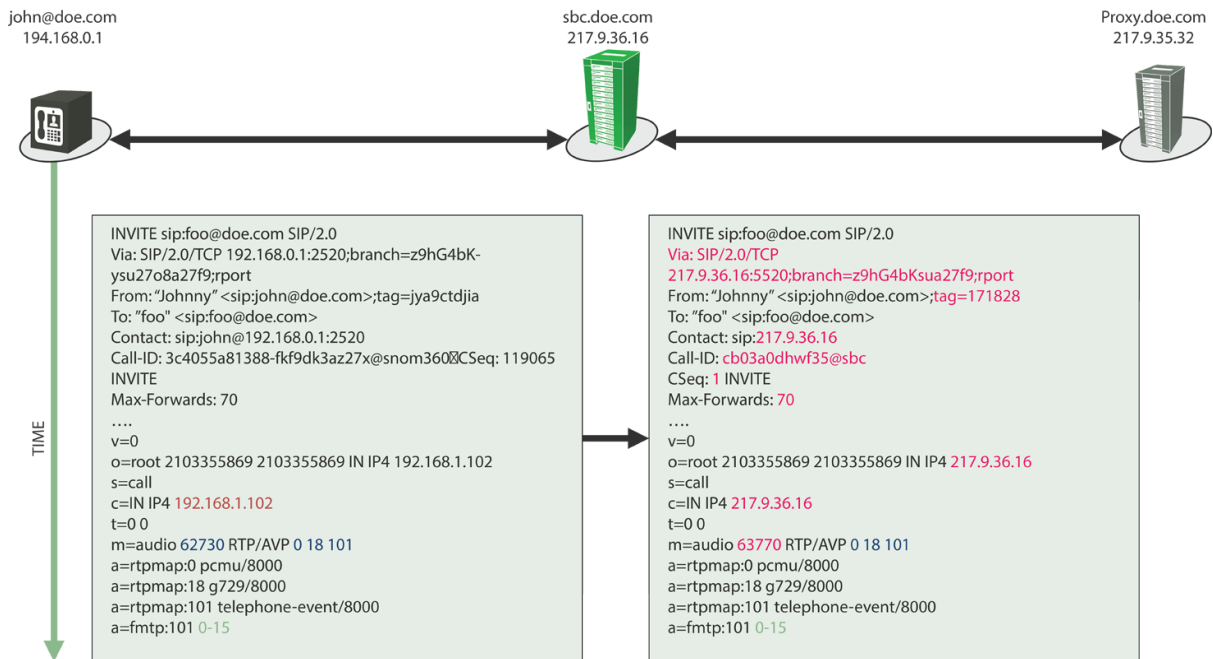 john@doe.com
194.168.0.1
sbc.doe.com
217.9.36.16
Proxy.doe.com
217.9.35.32
TIME
INVITE sip:foo@doe.com SIP/2.0
Via: SIP/2.0/TCP 192.168.0.1:2520;branch=z9hG4bK-
ysu27o8a27f9;rport
From: “Johnny” <sip:john@doe.com>;tag=jya9ctdjia
To: ”foo" <sip:foo@doe.com>
Contact: sip:john@192.168.0.1:2520
Call-ID: 3c4055a81388-fkf9dk3az27x@snom360⍰CSeq: 119065
INVITE
Max-Forwards: 70
....
v=0
o=root 2103355869 2103355869 IN IP4 192.168.1.102
s=call
c=IN IP4 192.168.1.102
t=0 0
m=audio 62730 RTP/AVP 0 18 101
a=rtpmap:0 pcmu/8000
a=rtpmap:18 g729/8000
a=rtpmap:101 telephone-event/8000
a=fmtp:101 0-15
INVITE sip:foo@doe.com SIP/2.0
Via: SIP/2.0/TCP
217.9.36.16:5520;branch=z9hG4bKsua27f9;rport
From: “Johnny” <sip:john@doe.com>;tag=171828
To: ”foo" <sip:foo@doe.com>
Contact: sip:217.9.36.16
Call-ID: cb03a0dhwf35@sbc
CSeq: 1 INVITE
Max-Forwards: 70
....
v=0
o=root 2103355869 2103355869 IN IP4 217.9.36.16
s=call
c=IN IP4 217.9.36.16
t=0 0
m=audio 63770 RTP/AVP 0 18 101
a=rtpmap:0 pcmu/8000
a=rtpmap:18 g729/8000
a=rtpmap:101 telephone-event/8000
a=fmtp:101 0-15